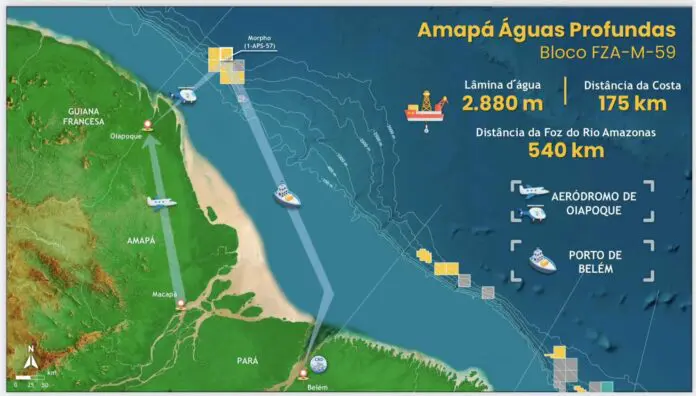 Amapá Águas Profundas
Bloco FZA-M-59
Morpho
(1-APS-57)
Lâmina d´água
2.880 m
Distância da Costa
175 km
Distância da Foz do Rio Amazonas
540 km
GUIANA
FRANCESA
Oiapoque
AERÓDROMO DE
OIAPOQUE
AMAPÁ
PORTO DE
BELÉM
Macapá
PARÁ
Belém
N
0 25 50 km